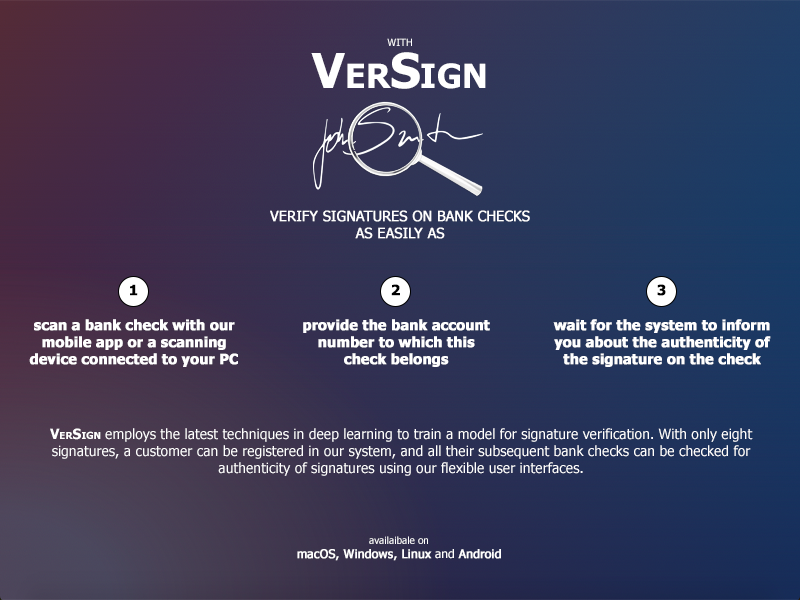 WITH
VERSIGN
John Smith
VERIFY SIGNATURES ON BANK CHECKS
AS EASILY AS
1
2
3
scan a bank check with our
mobile app or a scanning
device connected to your PC
provide the bank account
number to which this
check belongs
wait for the system to inform
you about the authenticity of
the signature on the check
VERSIGN employs the latest techniques in deep learning to train a model for signature verification. With only eight
signatures, a customer can be registered in our system, and all their subsequent bank checks can be checked for
authenticity of signatures using our flexible user interfaces.
availaibale on
macOS, Windows, Linux and Android